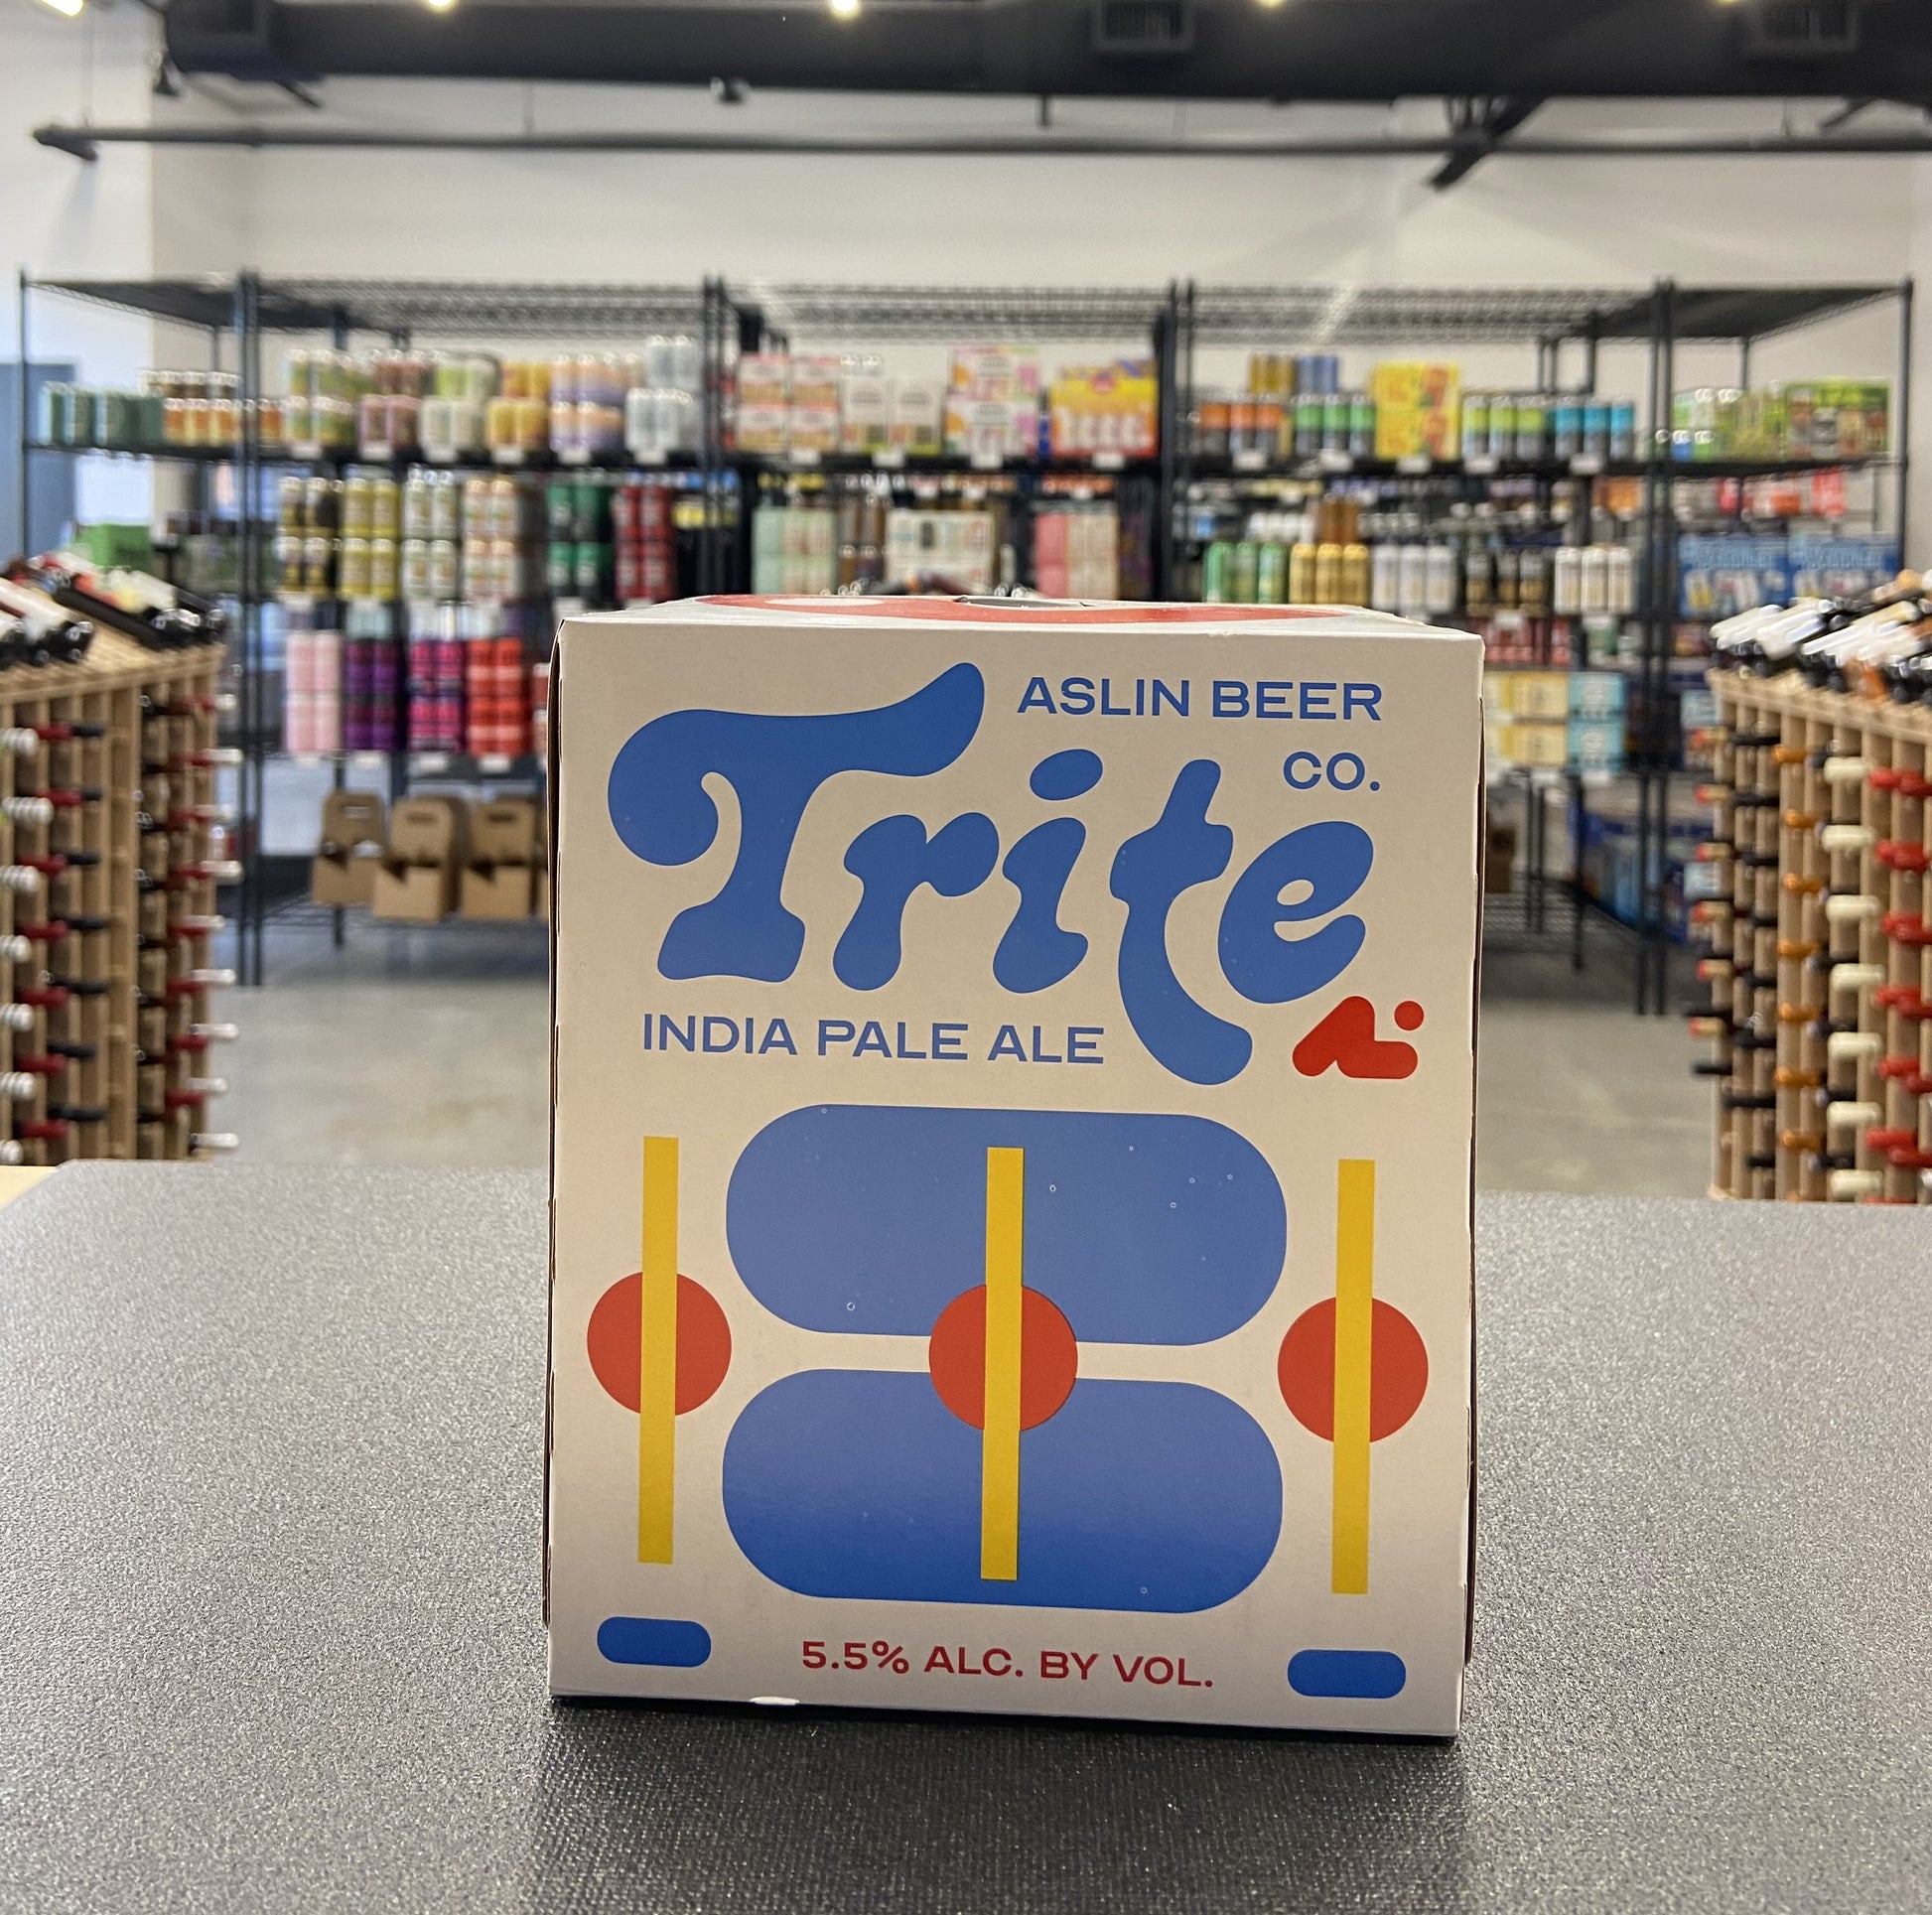 ASLIN BEER
CO.
Trite
INDIA PALE ALE
5.5% ALC. BY VOL.